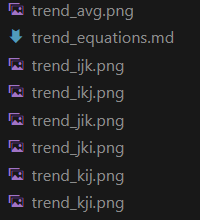 trend_avg.png
trend_equations.md
trend_ijk.png
trend_ikj.png
trend_jik.png
trend_jki.png
trend_kij.png
trend_kji.png